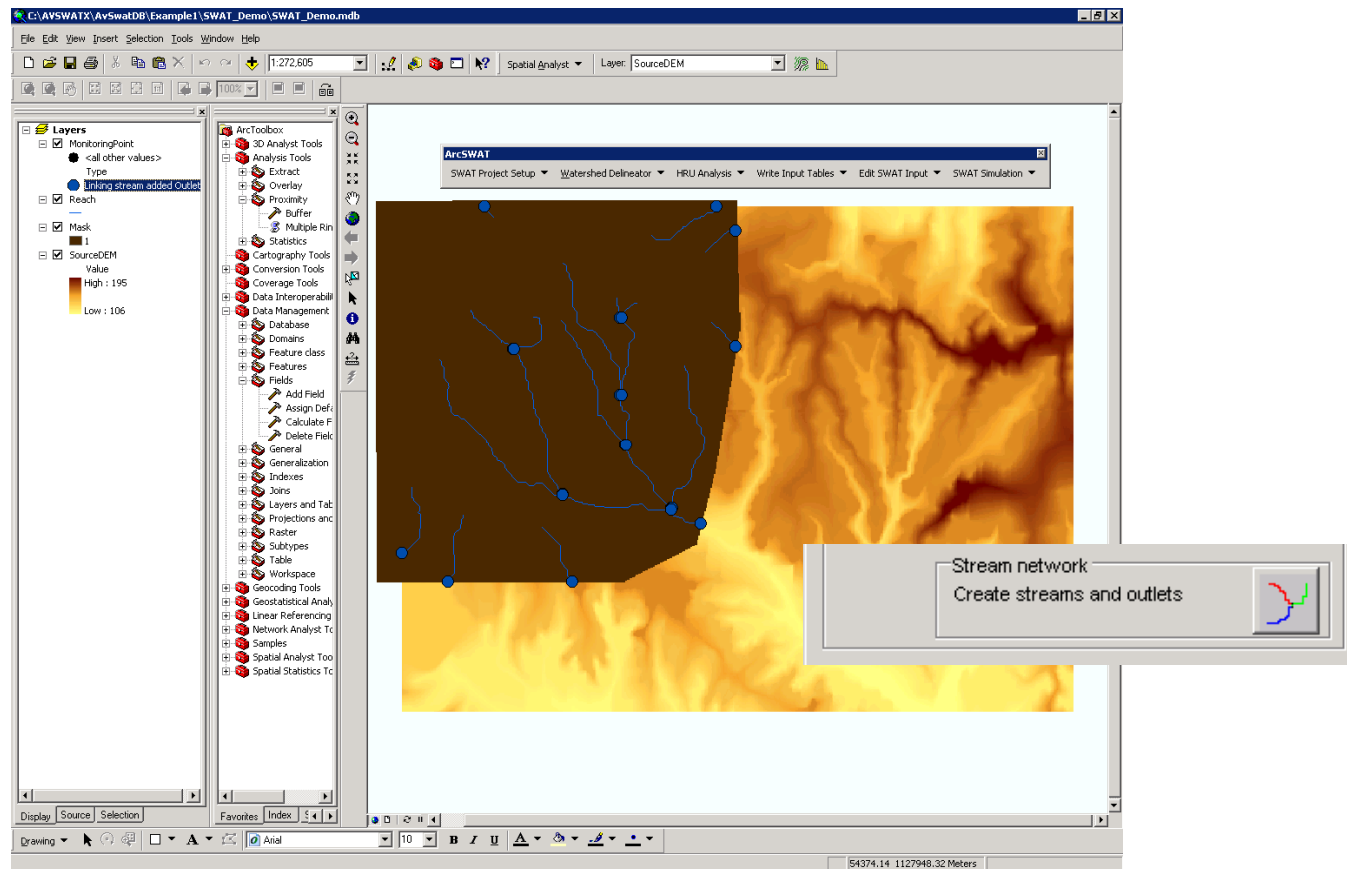 C:\AVSWATX\AvSwatDB\Example1\SWAT_Demo\SWAT_Demo.mdb
File Edit View Insert Selection Tools Window Help
1:272,605
Spatial Analyst
Layer: SourceDEM
100%
Layers
MonitoringPoint
<all other values>
Type
Linking stream added Outlet
Reach
Mask
1
SourceDEM
Value
High : 195
Low : 106
Display Source Selection
ArcToolbox
3D Analyst Tools
Analysis Tools
Extract
Overlay
Proximity
Buffer
Multiple Rin
Statistics
Cartography Tools
Conversion Tools
Coverage Tools
Data Interoperabili
Data Management
Database
Domains
Feature class
Features
Fields
Add Field
Assign Defa
Calculate F
Delete Field
General
Generalization
Indexes
Joins
Layers and Tab
Projections and
Raster
Subtypes
Table
Workspace
Geocoding Tools
Geostatistical Analy
Linear Referencing
Network Analyst To
Samples
Spatial Analyst Too
Spatial Statistics To
Favorites Index S
ArcSWAT
SWAT Project Setup Watershed Delineator HRU Analysis Write Input Tables Edit SWAT Input SWAT Simulation
Stream network
Create streams and outlets
Drawing A Arial 10 B I U A
54374.14 1127948.32 Meters